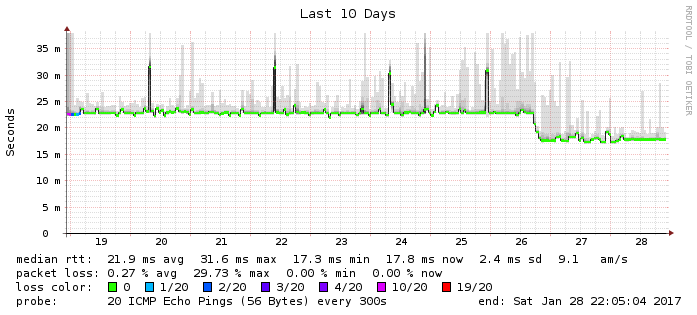 Last 10 Days
RRDTOOL / TOBI OETIKER
Seconds
35 m
30 m
25 m
20 m
15 m
10 m
5 m
0
19 20 21 22 23 24 25 26 27 28
median rtt: 21.9 ms avg 31.6 ms max 17.3 ms min 17.8 ms now 2.4 ms sd 9.1 am/s
packet loss: 0.27 % avg 29.73 % max 0.00 % min 0.00 % now
loss color: 0 1/20 2/20 3/20 4/20 10/20 19/20
probe: 20 ICMP Echo Pings (56 Bytes) every 300s end: Sat Jan 28 22:05:04 2017